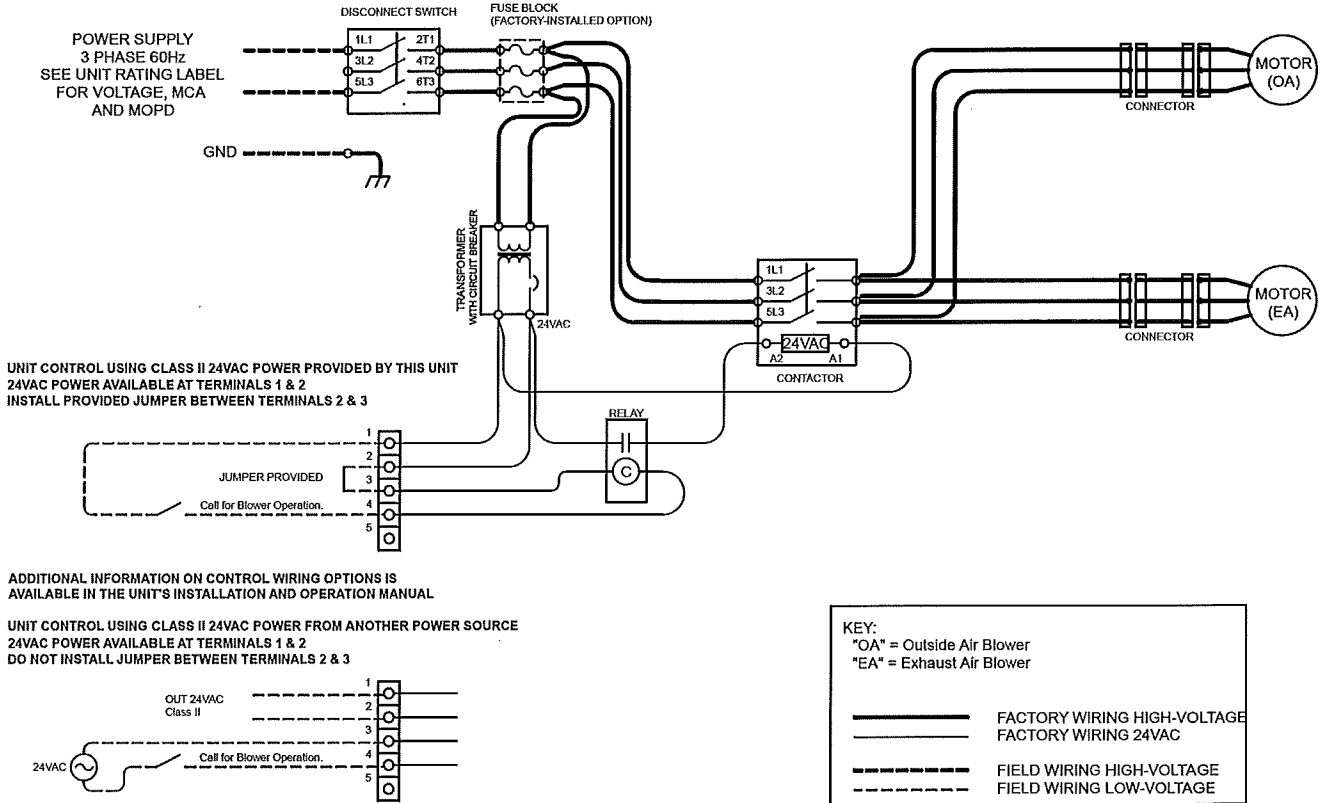 DISCONNECT SWITCH
FUSE BLOCK
(FACTORY-INSTALLED OPTION)
POWER SUPPLY
3 PHASE 60Hz
SEE UNIT RATING LABEL
FOR VOLTAGE, MCA
AND MOPD
1L1 2T1
3L2 4T2
5L3 6T3
GND
MOTOR
(OA)
CONNECTOR
TRANSFORMER
WITH CIRCUIT BREAKER
24VAC
1L1
3L2
5L3
24VAC
A2 A1
CONTACTOR
MOTOR
(EA)
CONNECTOR
UNIT CONTROL USING CLASS II 24VAC POWER PROVIDED BY THIS UNIT
24VAC POWER AVAILABLE AT TERMINALS 1 & 2
INSTALL PROVIDED JUMPER BETWEEN TERMINALS 2 & 3
RELAY
C
1
2
JUMPER PROVIDED
3
Call for Blower Operation.
4
5
ADDITIONAL INFORMATION ON CONTROL WIRING OPTIONS IS
AVAILABLE IN THE UNIT'S INSTALLATION AND OPERATION MANUAL
UNIT CONTROL USING CLASS II 24VAC POWER FROM ANOTHER POWER SOURCE
24VAC POWER AVAILABLE AT TERMINALS 1 & 2
DO NOT INSTALL JUMPER BETWEEN TERMINALS 2 & 3
OUT 24VAC
Class II
1
2
3
24VAC
Call for Blower Operation.
4
5
KEY:
"OA" = Outside Air Blower
"EA" = Exhaust Air Blower
FACTORY WIRING HIGH-VOLTAGE
FACTORY WIRING 24VAC
FIELD WIRING HIGH-VOLTAGE
FIELD WIRING LOW-VOLTAGE